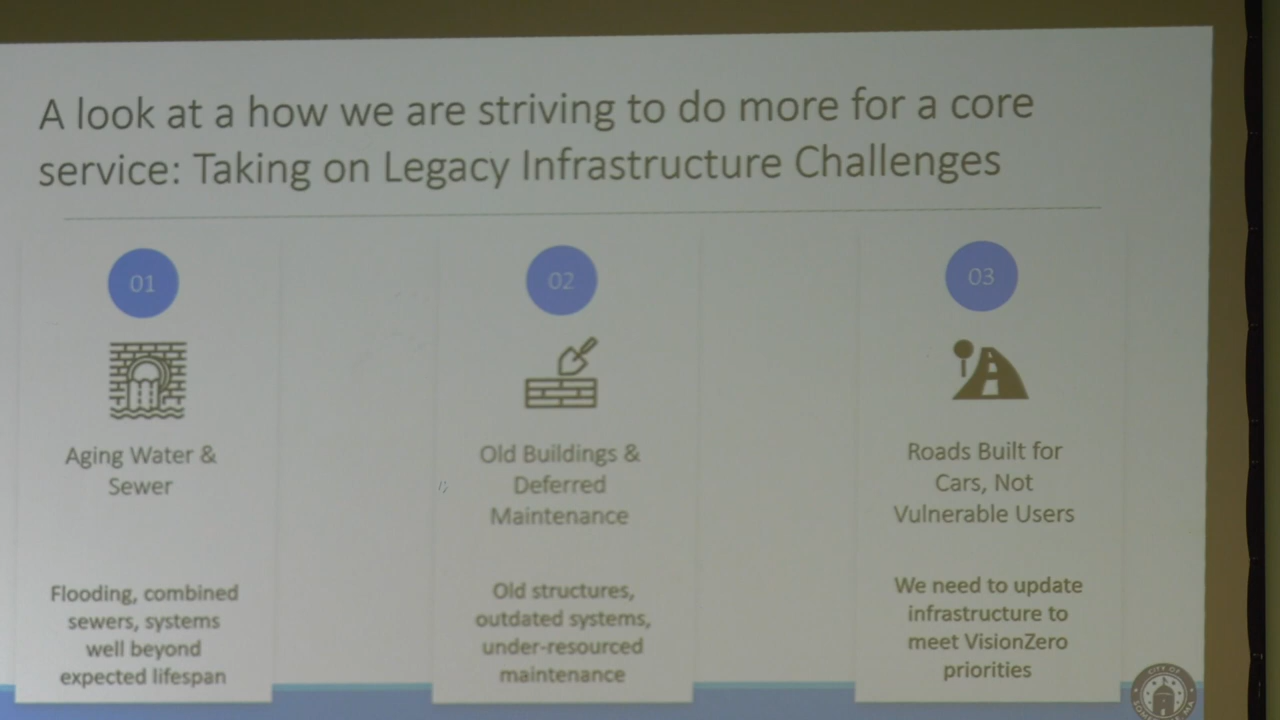 A look at a how we are striving to do more for a core
service: Taking on Legacy Infrastructure Challenges
01
Aging Water &
Sewer
Flooding, combined
sewers, systems
well beyond
expected lifespan
02
Old Buildings &
Deferred
Maintenance
Old structures,
outdated systems,
under-resourced
maintenance
03
Roads Built for
Cars, Not
Vulnerable Users
We need to update
infrastructure to
meet VisionZero
priorities
CITY OF